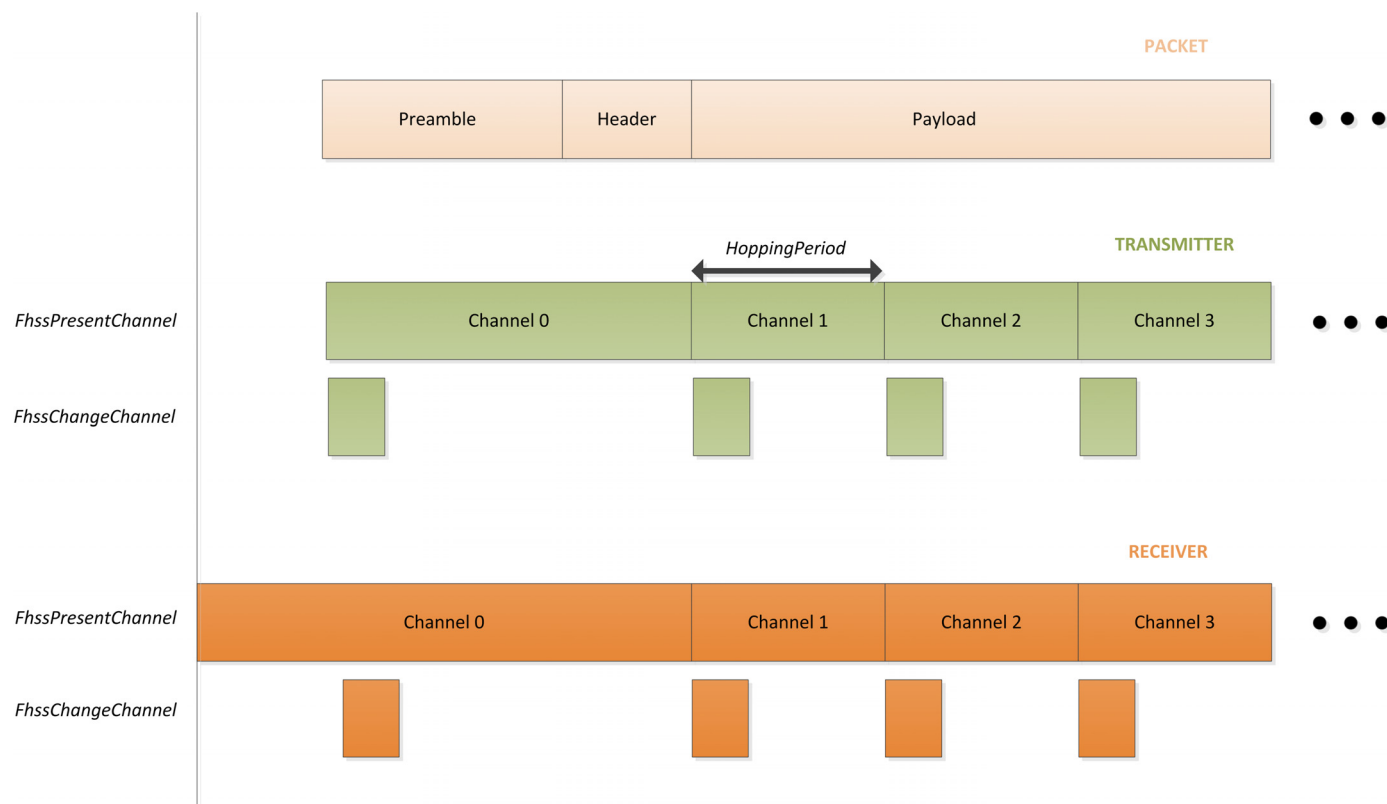 PACKET
Preamble Header Payload
HoppingPeriod
TRANSMITTER
FhssPresentChannel Channel 0 Channel 1 Channel 2 Channel 3
FhssChangeChannel
RECEIVER
FhssPresentChannel Channel 0 Channel 1 Channel 2 Channel 3
FhssChangeChannel